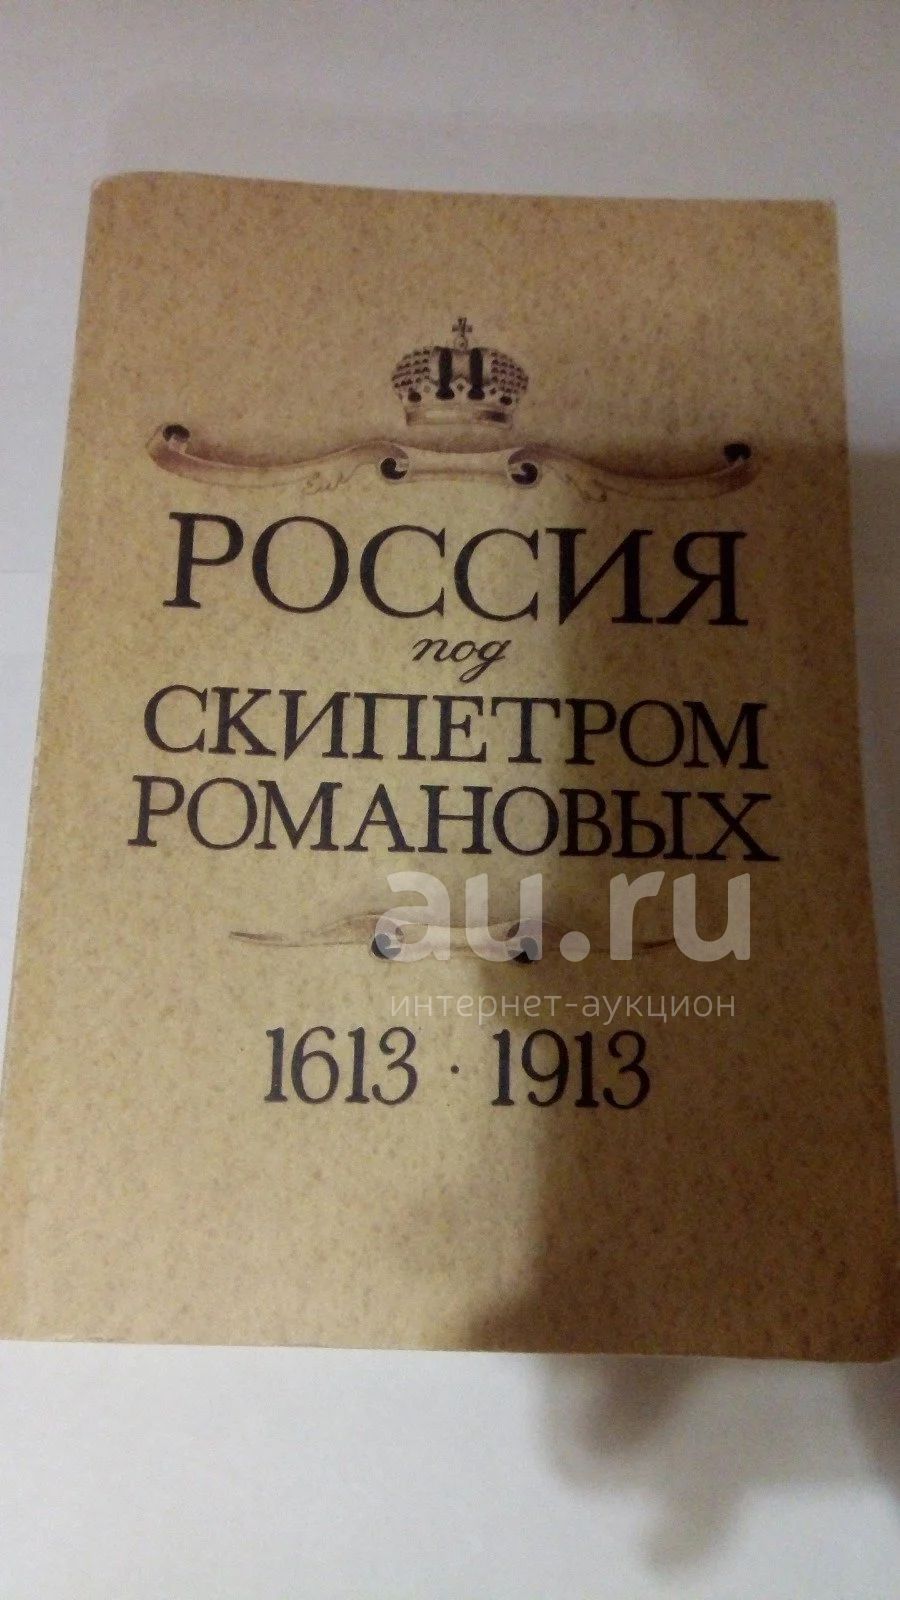 РОССИЯ
под
СКИПЕТРОМ
РОМАНОВЫХ
au.ru
интернет-аукцион
1613 · 1913